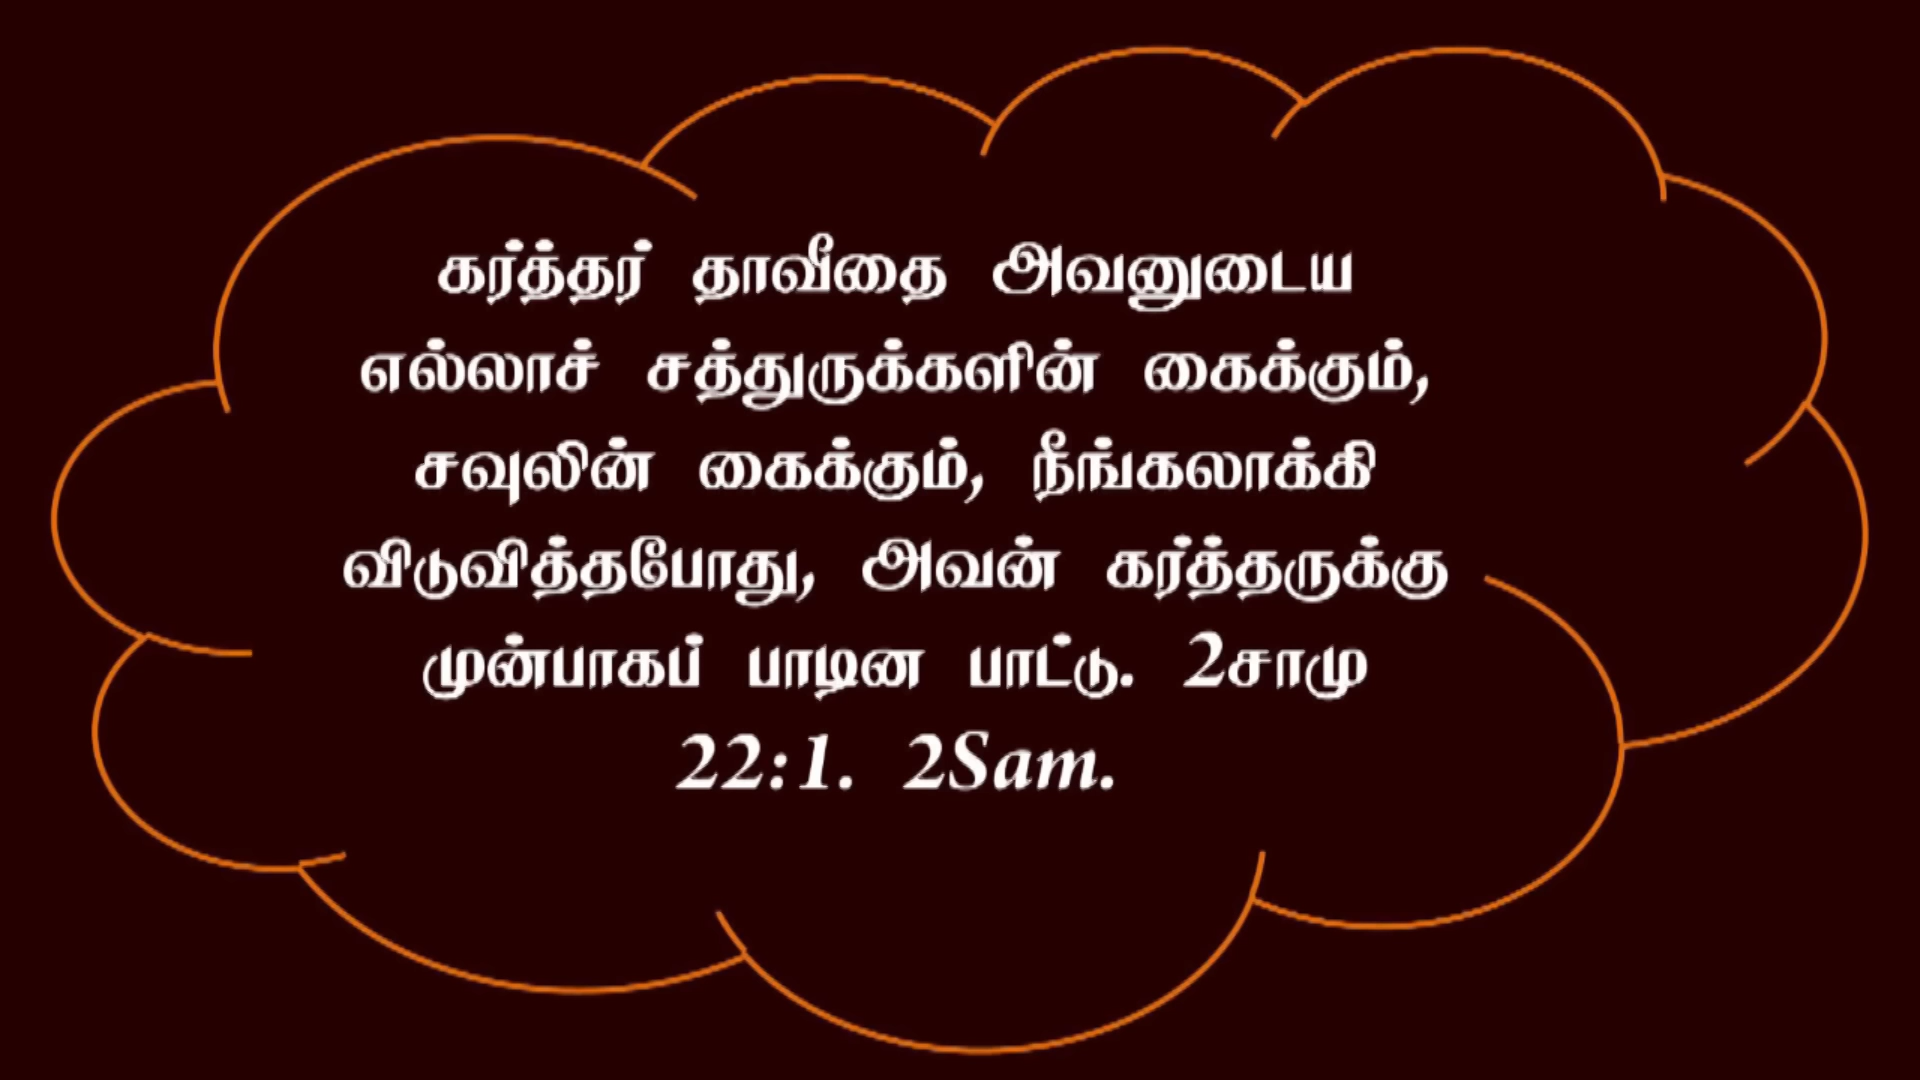 கர்த்தர் தாவீதை அவனுடைய
எல்லாச் சத்துருக்களின் கைக்கும்,
சவுலின் கைக்கும், நீங்கலாக்கி
விடுவித்தபோது, அவன் கர்த்தருக்கு
முன்பாகப் பாடின பாட்டு. 2சாமு
22:1. 2Sam.